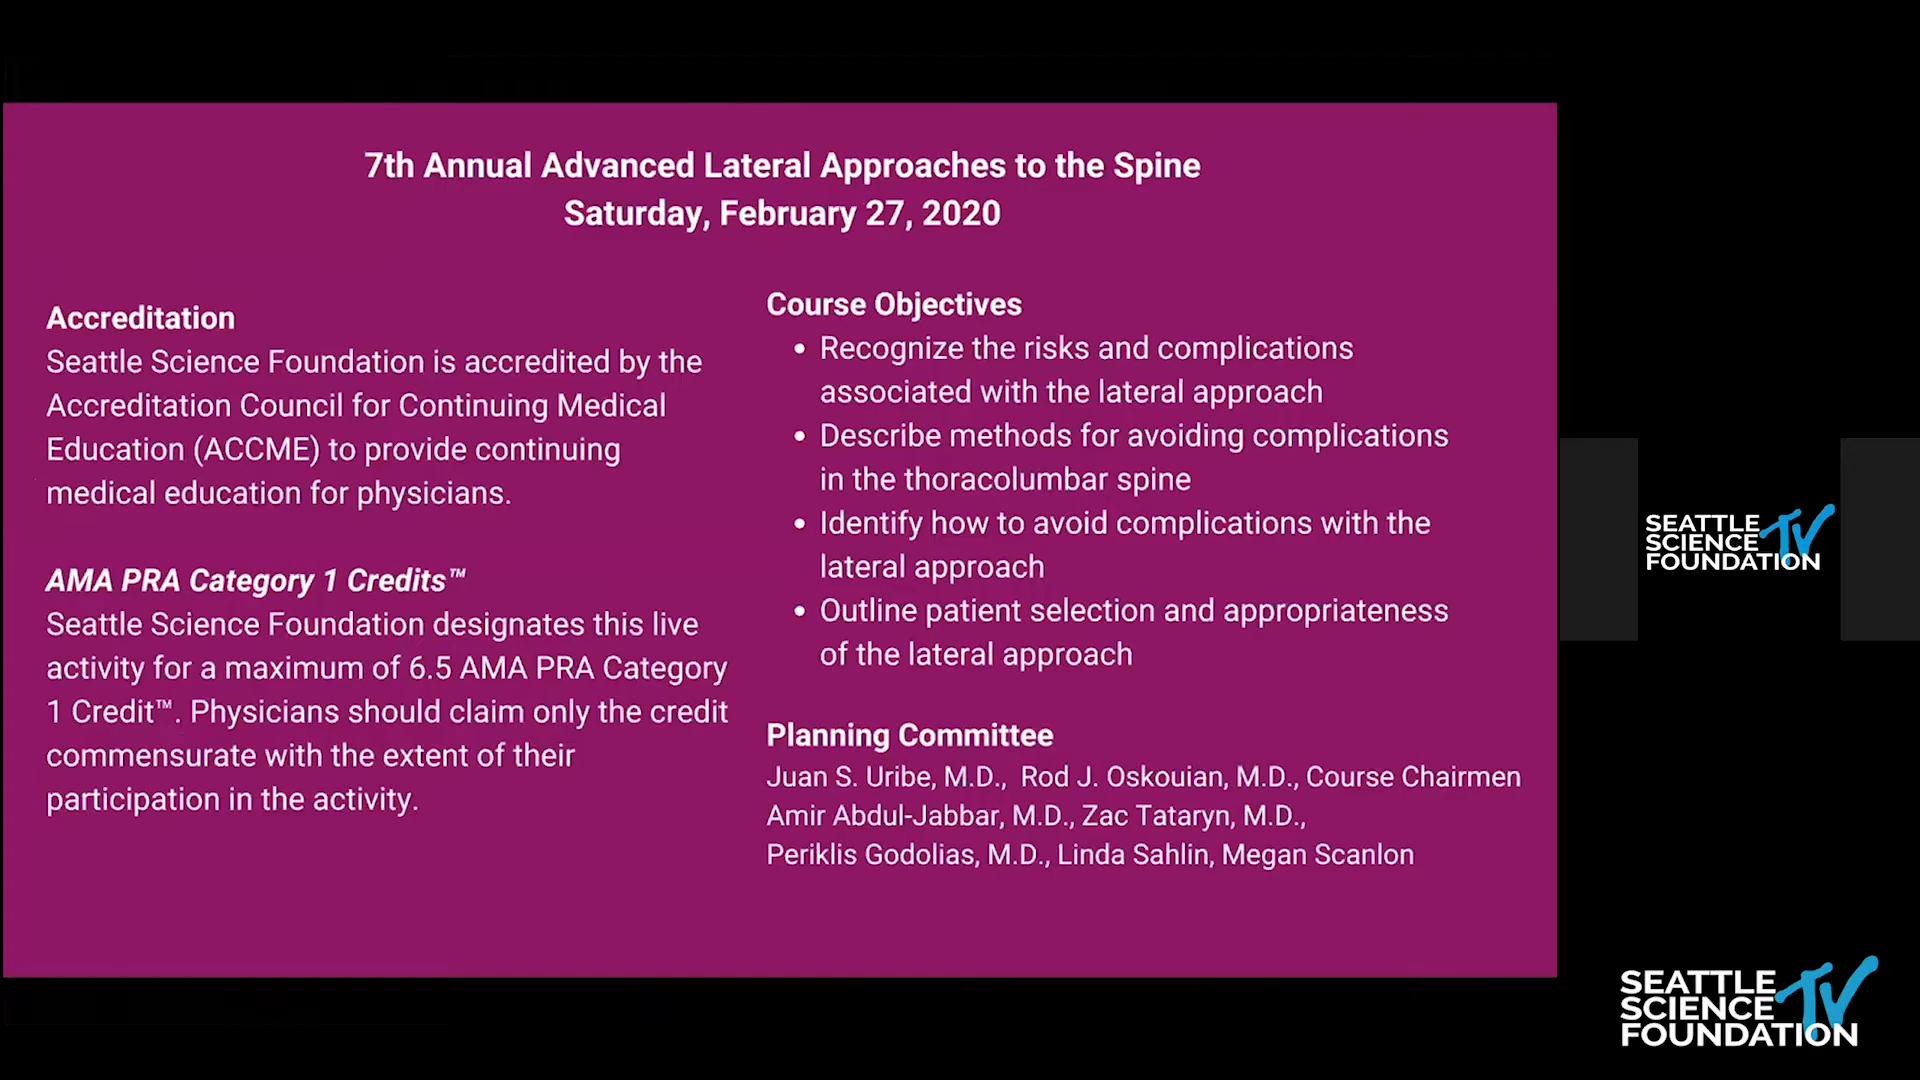 7th Annual Advanced Lateral Approaches to the Spine
Saturday, February 27, 2020
Accreditation
Seattle Science Foundation is accredited by the
Accreditation Council for Continuing Medical
Education (ACCME) to provide continuing
medical education for physicians.
AMA PRA Category 1 Credits™
Seattle Science Foundation designates this live
activity for a maximum of 6.5 AMA PRA Category
1 Credit™. Physicians should claim only the credit
commensurate with the extent of their
participation in the activity.
Course Objectives
• Recognize the risks and complications
associated with the lateral approach
• Describe methods for avoiding complications
in the thoracolumbar spine
• Identify how to avoid complications with the
lateral approach
• Outline patient selection and appropriateness
of the lateral approach
Planning Committee
Juan S. Uribe, M.D., Rod J. Oskouian, M.D., Course Chairmen
Amir Abdul-Jabbar, M.D., Zac Tataryn, M.D.,
Periklis Godolias, M.D., Linda Sahlin, Megan Scanlon
SEATTLE
SCIENCE TV
FOUNDATION
SEATTLE
SCIENCE TV
FOUNDATION